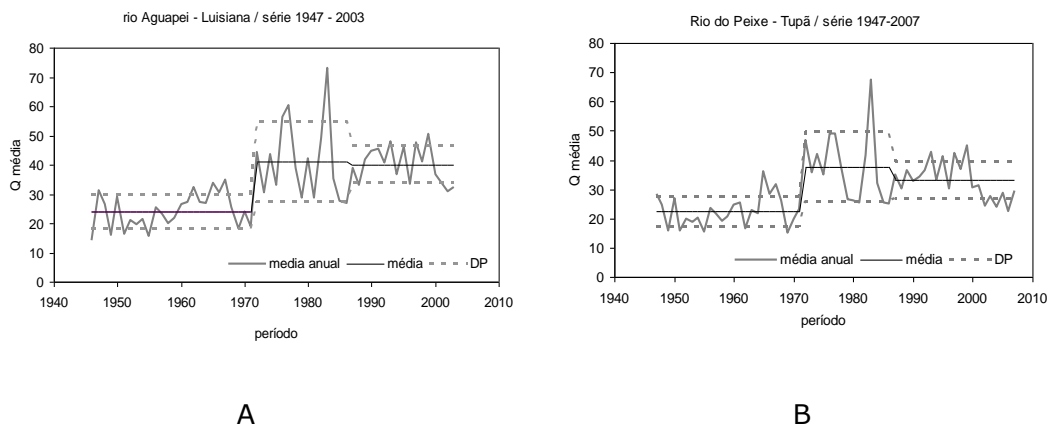 rio Aguapei - Luisiana / série 1947 - 2003
80
70
60
50
40
30
20
10
0
Q média
media anual média DP
1940 1950 1960 1970 1980 1990 2000 2010
período
A
Rio do Peixe - Tupã / série 1947-2007
80
70
60
50
40
30
20
10
0
Q média
media anual média DP
1940 1950 1960 1970 1980 1990 2000 2010
período
B